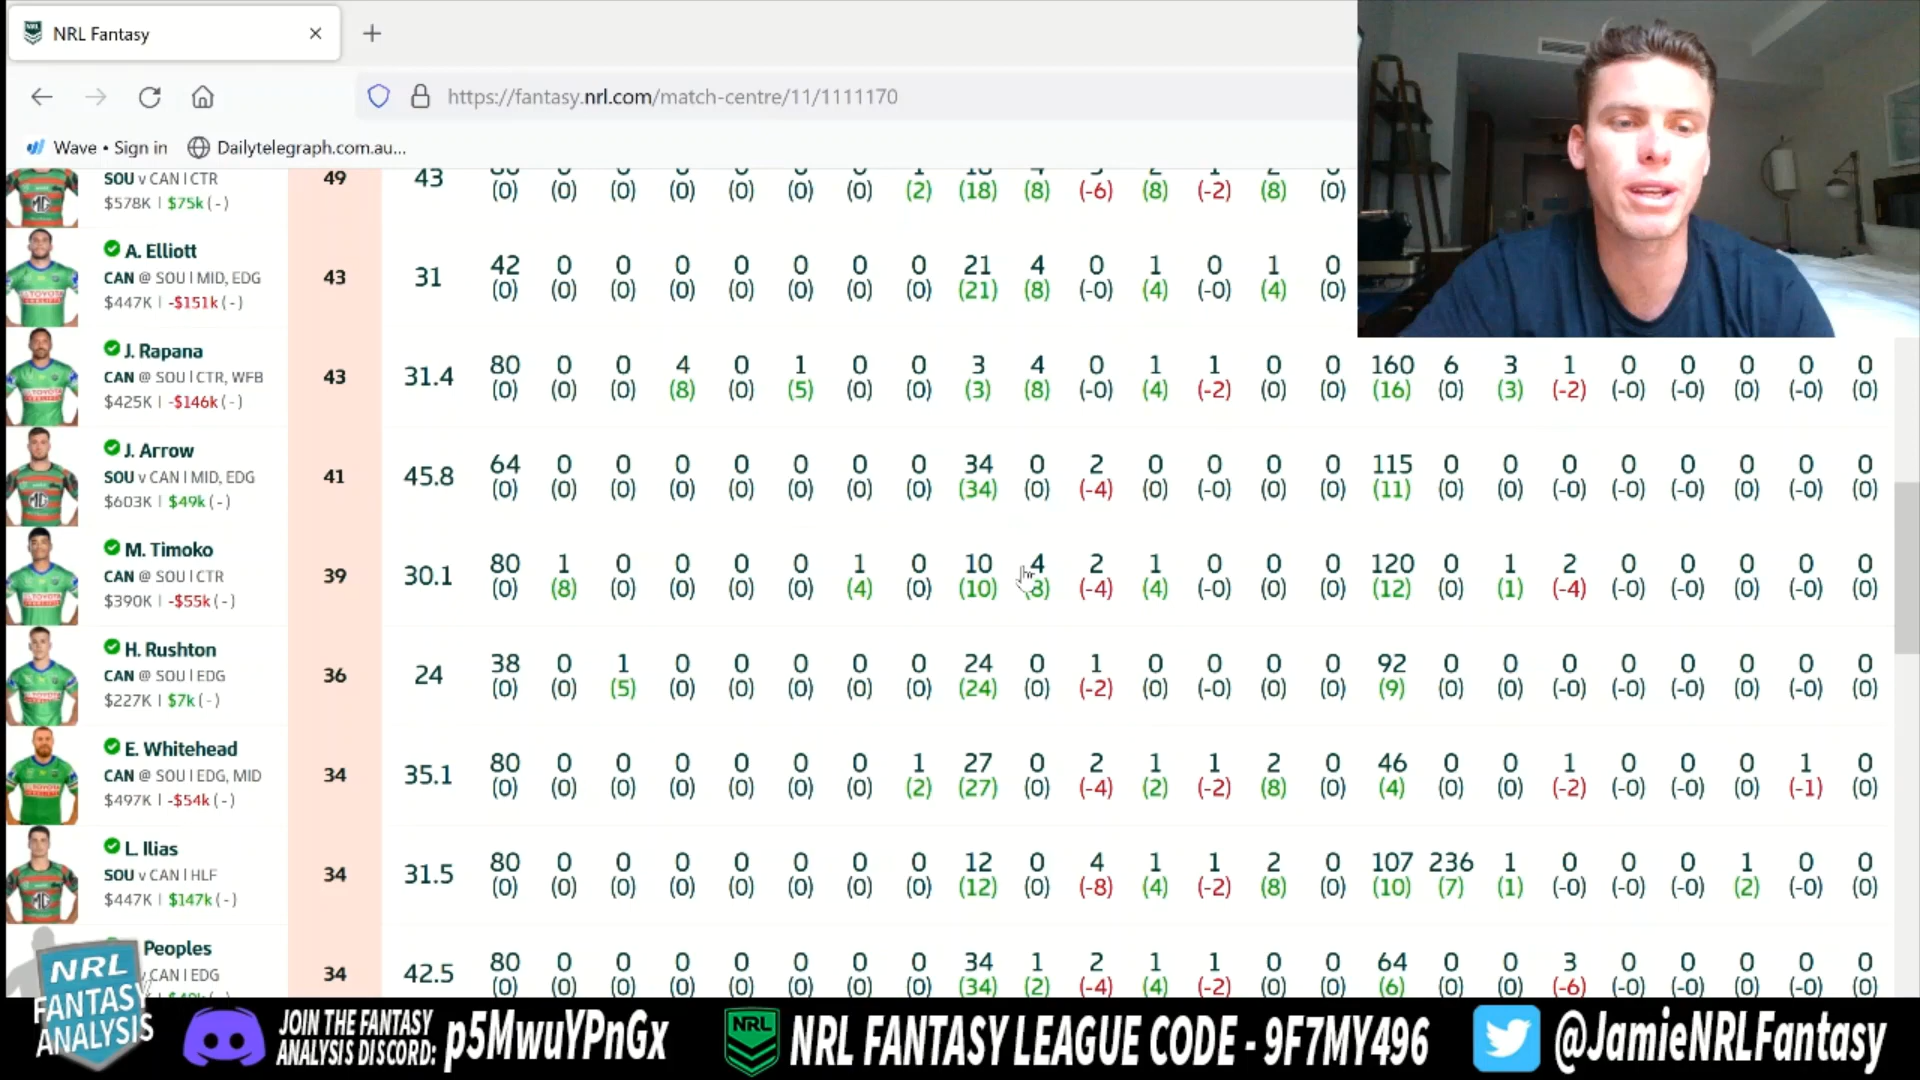 NRL Fantasy
https://fantasy.nrl.com/match-centre/11/1111170
Wave • Sign in Dailytelegraph.com.au...
SOU v CAN | CTR 49 43
$578K | $75k (-) (0) (0) (0) (0) (0) (0) (0) (2) (18) (8) (-6) (8) (-2) (8) (0)
A. Elliott 42 0 0 0 0 0 0 0 21 4 0 1 0 1 0
CAN @ SOU | MID, EDG 43 31
$447K | -$151k (-) (0) (0) (0) (0) (0) (0) (0) (0) (21) (8) (-0) (4) (-0) (4) (0)
J. Rapana 80 0 0 4 0 1 0 0 3 4 0 1 1 0 0 160 6 3 1 0 0 0 0 0
CAN @ SOU | CTR, WFB 43 31.4
$425K | -$146k (-) (0) (0) (0) (8) (0) (5) (0) (0) (3) (8) (-0) (4) (-2) (0) (0) (16) (0) (3) (-2) (-0) (-0) (0) (-0) (0)
J. Arrow 64 0 0 0 0 0 0 0 34 0 2 0 0 0 0 115 0 0 0 0 0 0 0 0
SOU v CAN | MID, EDG 41 45.8
$603K | $49k (-) (0) (0) (0) (0) (0) (0) (0) (0) (34) (0) (-4) (0) (-0) (0) (0) (11) (0) (0) (-0) (-0) (-0) (0) (-0) (0)
M. Timoko 80 1 0 0 0 0 1 0 10 4 2 1 0 0 0 120 0 1 2 0 0 0 0 0
CAN @ SOU | CTR 39 30.1
$390K | -$55k (-) (0) (8) (0) (0) (0) (0) (4) (0) (10) (8) (-4) (4) (-0) (0) (0) (12) (0) (1) (-4) (-0) (-0) (0) (-0) (0)
H. Rushton 38 0 1 0 0 0 0 0 24 0 1 0 0 0 0 92 0 0 0 0 0 0 0 0
CAN @ SOU | EDG 36 24
$227K | $7k (-) (0) (0) (5) (0) (0) (0) (0) (0) (24) (0) (-2) (0) (-0) (0) (0) (9) (0) (0) (-0) (-0) (-0) (0) (-0) (0)
E. Whitehead 80 0 0 0 0 0 0 1 27 0 2 1 1 2 0 46 0 0 1 0 0 0 1 0
CAN @ SOU | EDG, MID 34 35.1
$497K | -$54k (-) (0) (0) (0) (0) (0) (0) (0) (2) (27) (0) (-4) (2) (-2) (8) (0) (4) (0) (0) (-2) (-0) (-0) (0) (-1) (0)
L. Ilias 80 0 0 0 0 0 0 0 12 0 4 1 1 2 0 107 236 1 0 0 0 1 0 0
SOU v CAN | HLF 34 31.5
$447K | $147k (-) (0) (0) (0) (0) (0) (0) (0) (0) (12) (0) (-8) (4) (-2) (8) (0) (10) (7) (1) (-0) (-0) (-0) (2) (-0) (0)
Peoples 80 0 0 0 0 0 0 0 34 1 2 1 1 0 0 64 0 0 3 0 0 0 0 0
v CAN | EDG 34 42.5
(0) (0) (0) (0) (0) (0) (0) (0) (34) (2) (-4) (4) (-2) (0) (0) (6) (0) (0) (-6) (-0) (-0) (0) (-0) (0)
NRL
FANTASY
ANALYSIS
JOIN THE FANTASY
ANALYSIS DISCORD: p5MwuYPnGx
NRL
NRL FANTASY LEAGUE CODE - 9F7MY496
@JamieNRLFantasy